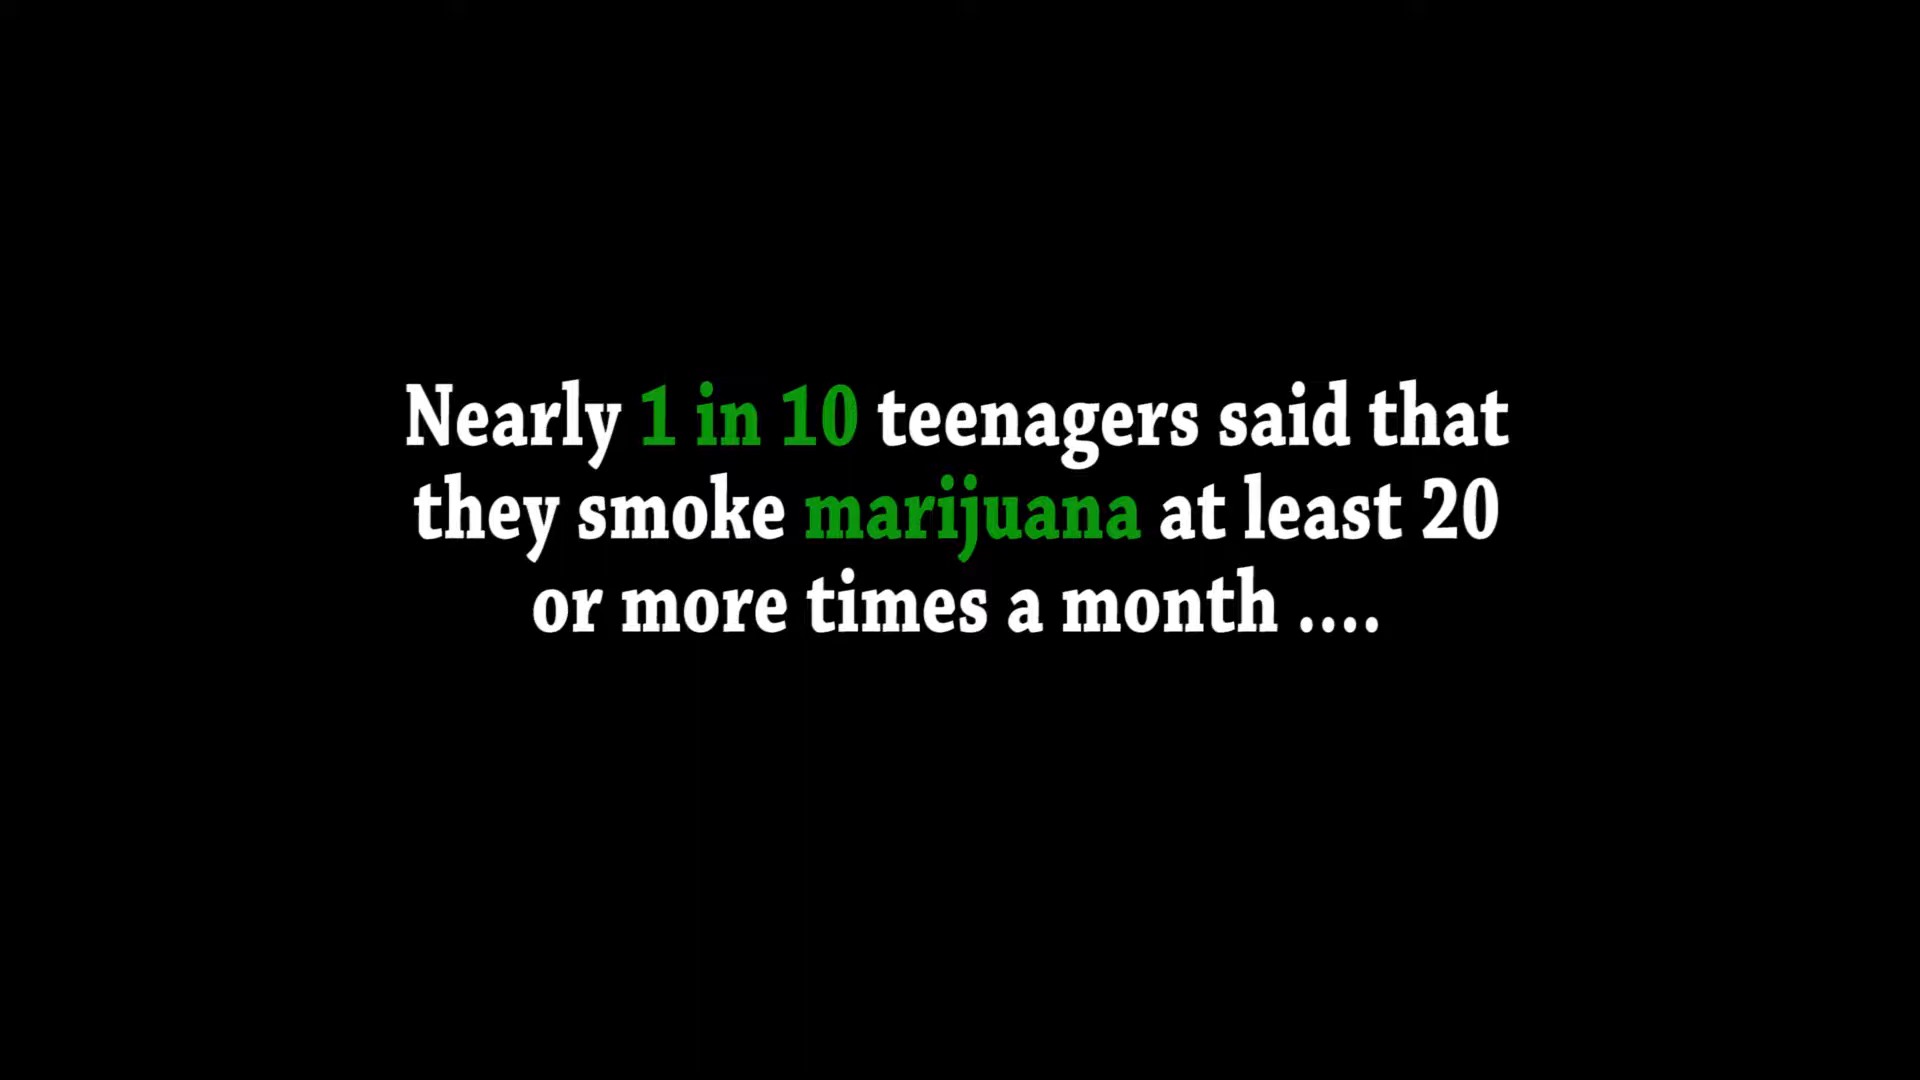 Nearly 1 in 10 teenagers said that
they smoke marijuana at least 20
or more times a month ....